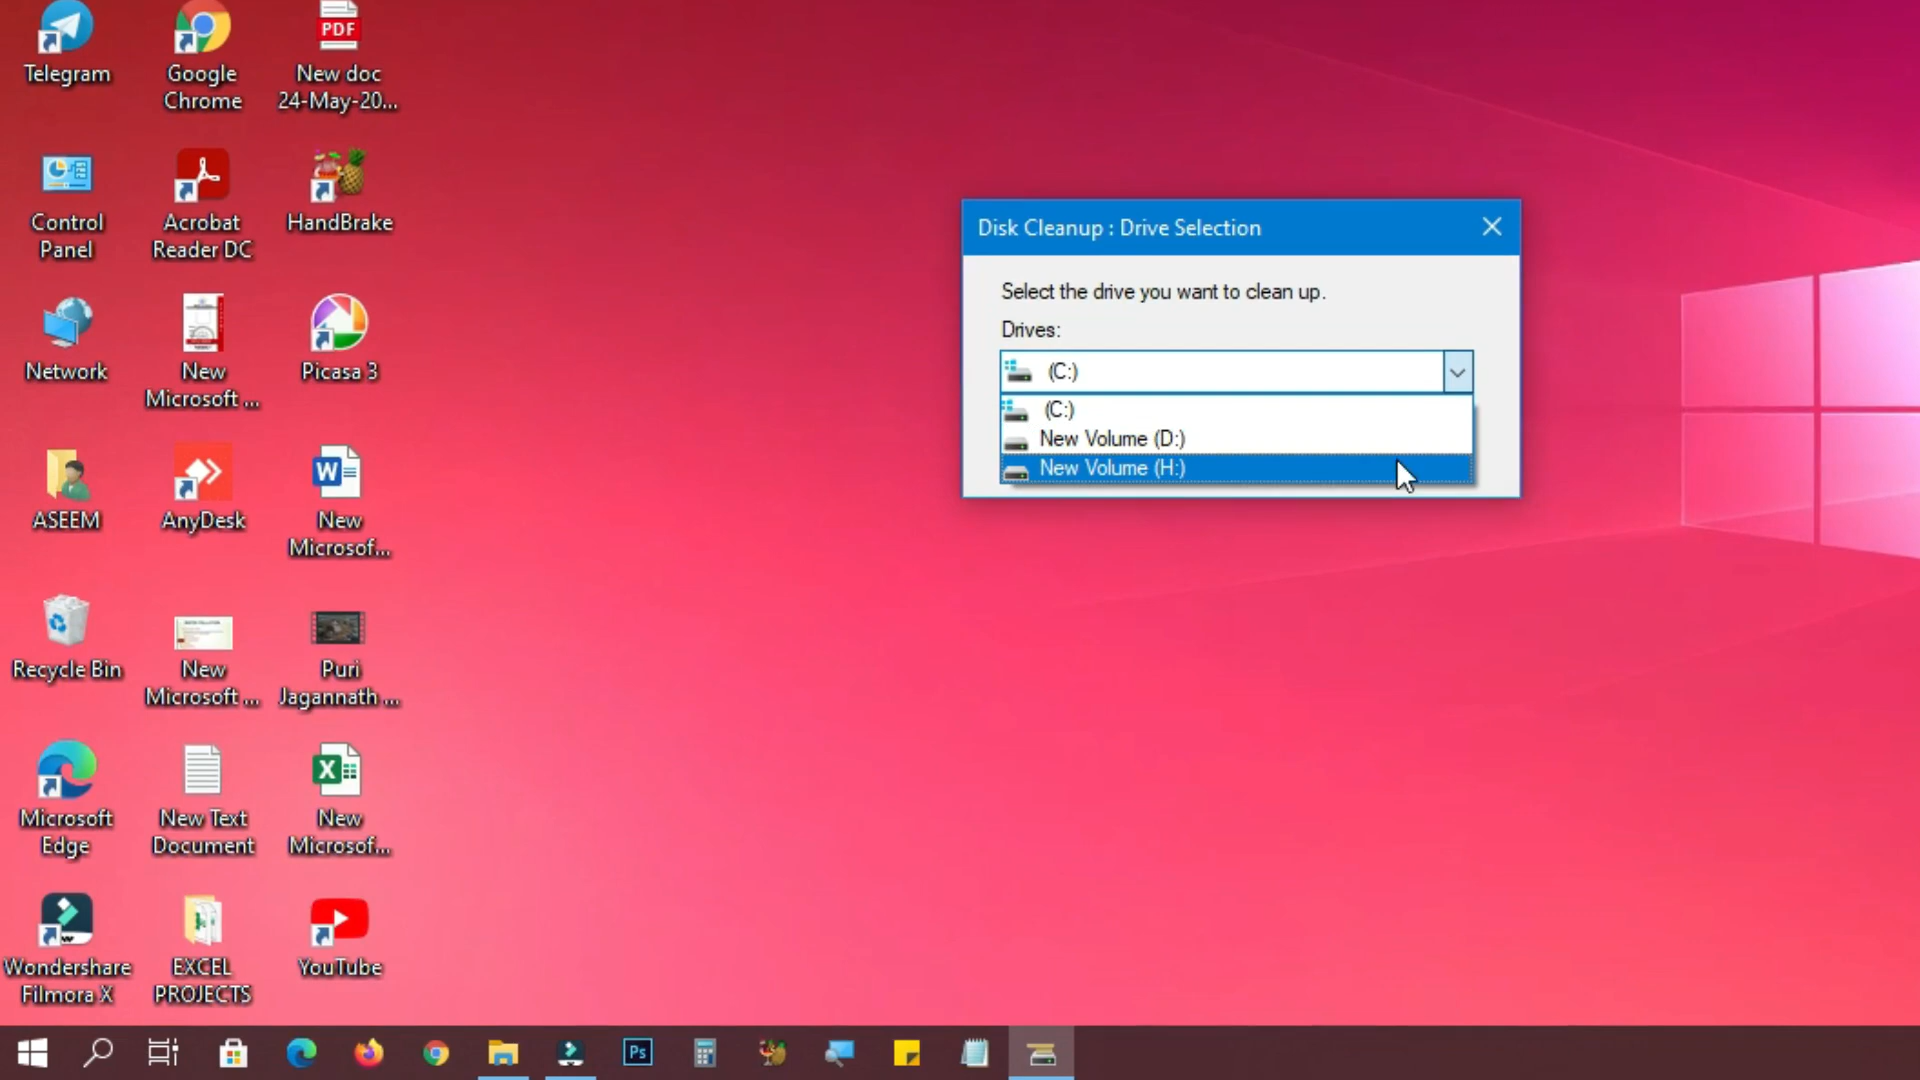 Telegram
Google
Chrome
PDF
New doc
24-May-20...
Control
Panel
Acrobat
Reader DC
HandBrake
Network
New
Microsoft ...
Picasa 3
ASEEM
AnyDesk
W
New
Microsof...
Recycle Bin
New
Microsoft ...
Puri
Jagannath ...
Microsoft
Edge
New Text
Document
X
New
Microsof...
Wondershare
Filmora X
EXCEL
PROJECTS
YouTube
Disk Cleanup : Drive Selection
Select the drive you want to clean up.
Drives:
(C:)
(C:)
New Volume (D:)
New Volume (H:)
Ps